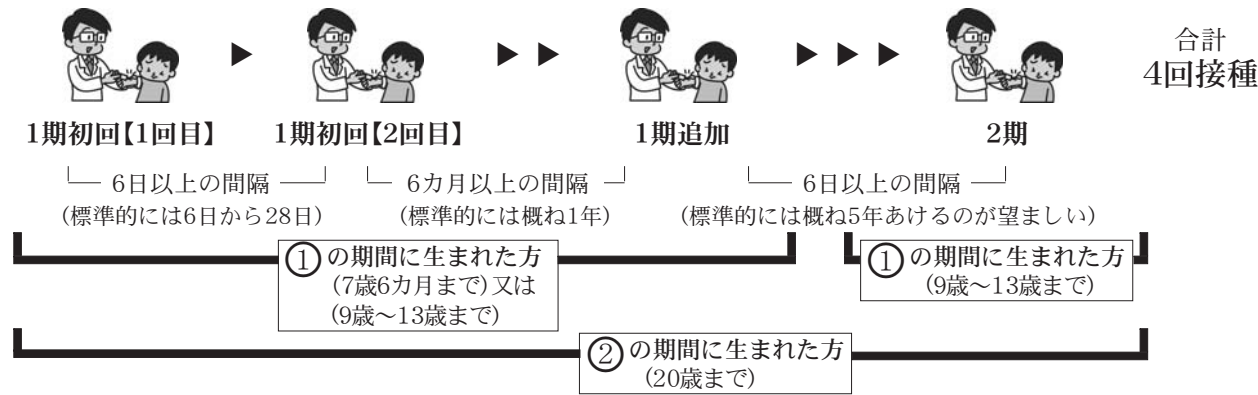 合計
4回接種
1期初回【1回目】
1期初回【2回目】
1期追加
2期
6日以上の間隔
(標準的には6日から28日)
6カ月以上の間隔
(標準的には概ね1年)
6日以上の間隔
(標準的には概ね5年あけるのが望ましい)
①の期間に生まれた方
(7歳6カ月まで)又は
(9歳〜13歳まで)
①の期間に生まれた方
(9歳〜13歳まで)
②の期間に生まれた方
(20歳まで)